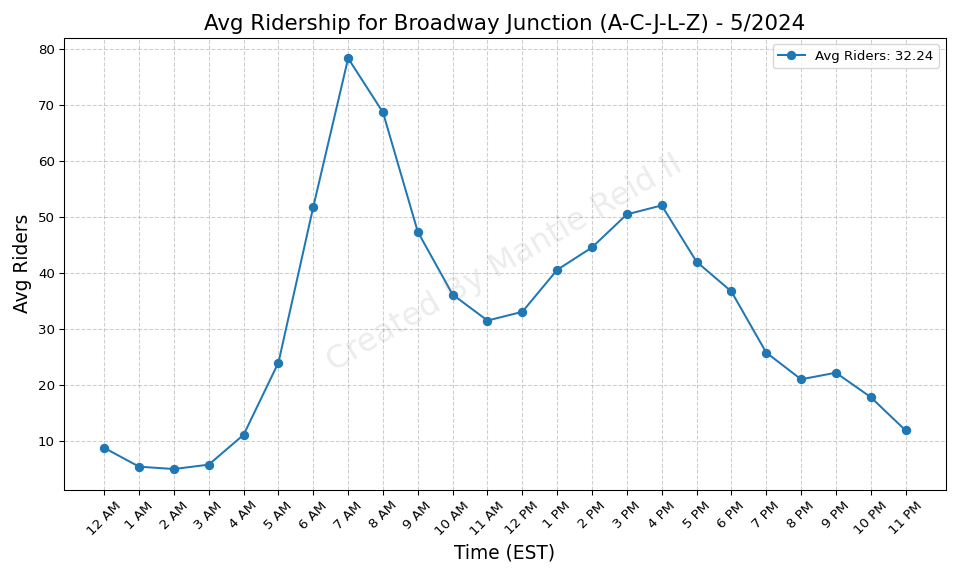 Avg Ridership for Broadway Junction (A-C-J-L-Z) - 5/2024
Avg Riders: 32.24
80
70
60
50
40
30
20
10
Avg Riders
Created By Mantie Reid II
12 AM
1 AM
2 AM
3 AM
4 AM
5 AM
6 AM
7 AM
8 AM
9 AM
10 AM
11 AM
12 PM
1 PM
2 PM
3 PM
4 PM
5 PM
6 PM
7 PM
8 PM
9 PM
10 PM
11 PM
Time (EST)